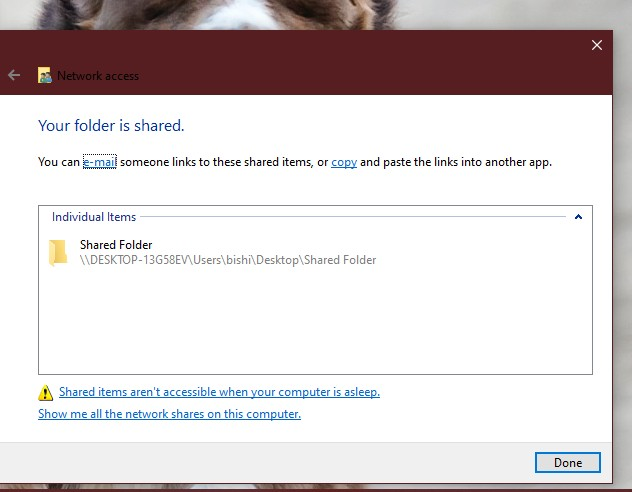 Network access
Your folder is shared.
You can e-mail someone links to these shared items, or copy and paste the links into another app.
Individual Items
Shared Folder
\\DESKTOP-13G58EV\Users\bishi\Desktop\Shared Folder
Shared items aren't accessible when your computer is asleep.
Show me all the network shares on this computer.
Done